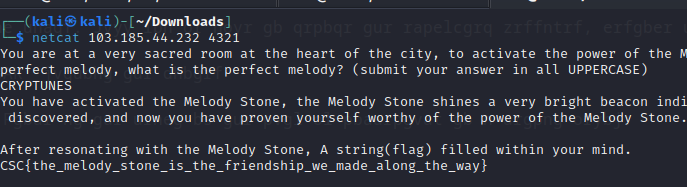 ┌──(kali㉿kali)-[~/Downloads]
└─$ netcat 103.185.44.232 4321
You are at a very sacred room at the heart of the city, to activate the power of the M
perfect melody, what is the perfect melody? (submit your answer in all UPPERCASE)
CRYPTUNES
You have activated the Melody Stone, the Melody Stone shines a very bright beacon indi
discovered, and now you have proven yourself worthy of the power of the Melody Stone.
After resonating with the Melody Stone, A string(flag) filled within your mind.
CSC{the_melody_stone_is_the_friendship_we_made_along_the_way}